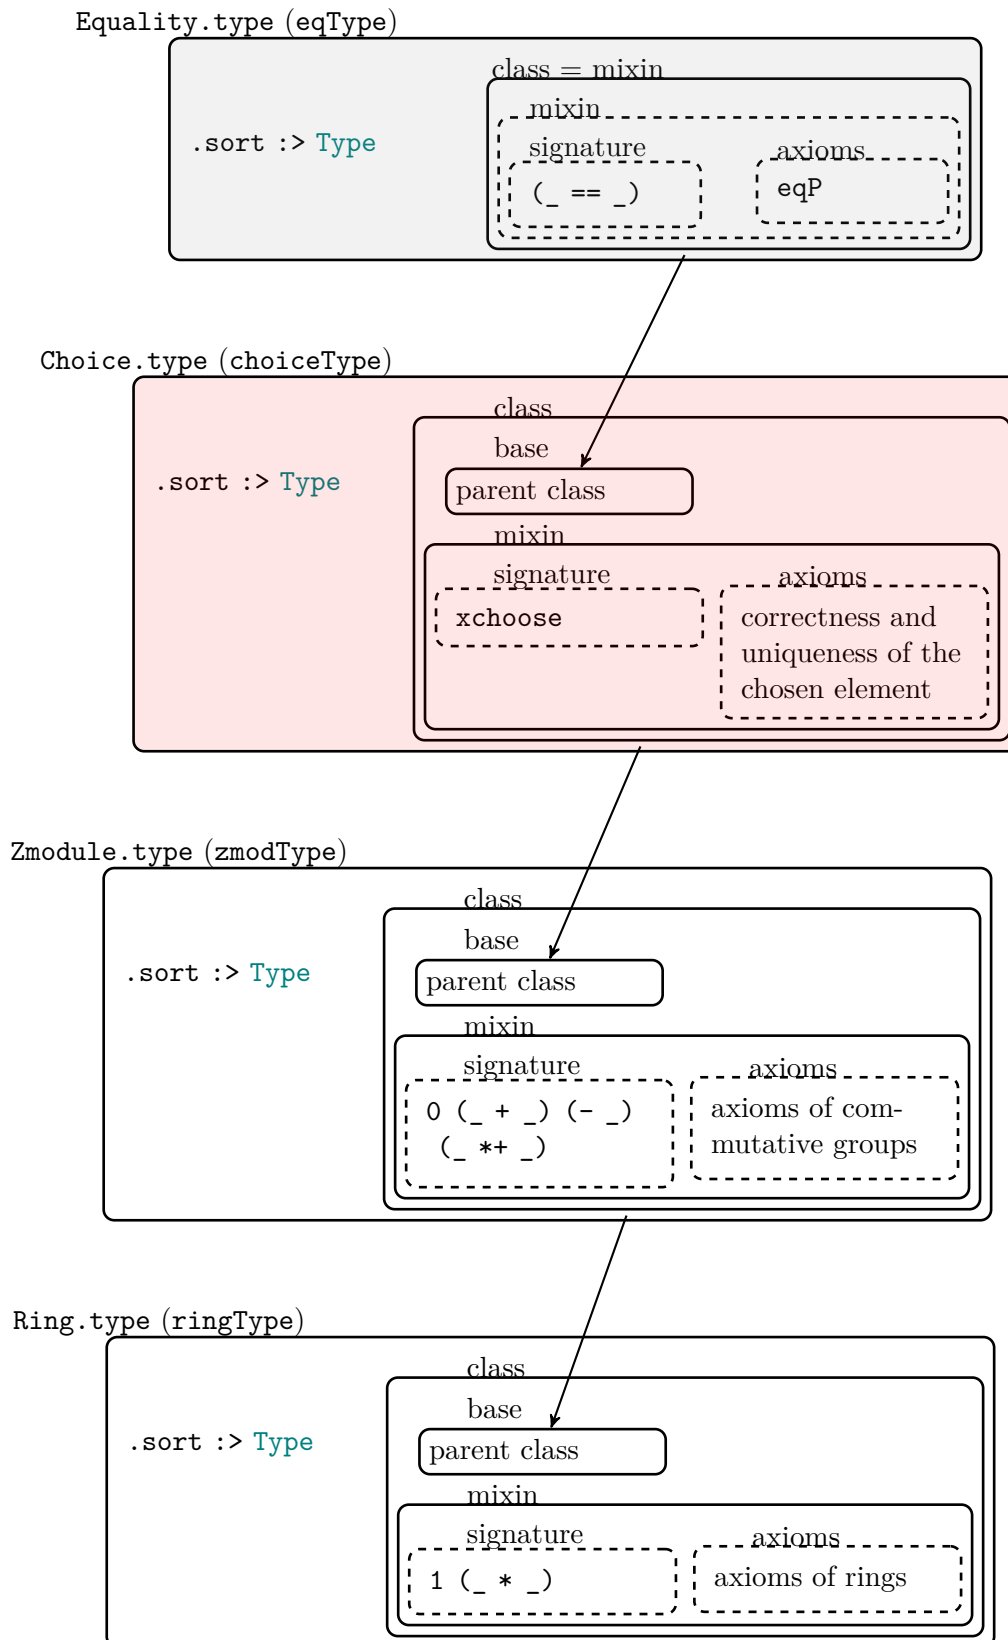 Equality.type (eqType)
class = mixin
mixin
.sort :> Type
signature
axioms
(_ == _)
eqP
Choice.type (choiceType)
class
base
.sort :> Type
parent class
mixin
signature
axioms
xchoose
correctness and
uniqueness of the
chosen element
Zmodule.type (zmodType)
class
base
.sort :> Type
parent class
mixin
signature
axioms
0 (_ + _) (- _)
(_ *+ _)
axioms of com-
mutative groups
Ring.type (ringType)
class
base
.sort :> Type
parent class
mixin
signature
axioms
1 (_ * _)
axioms of rings